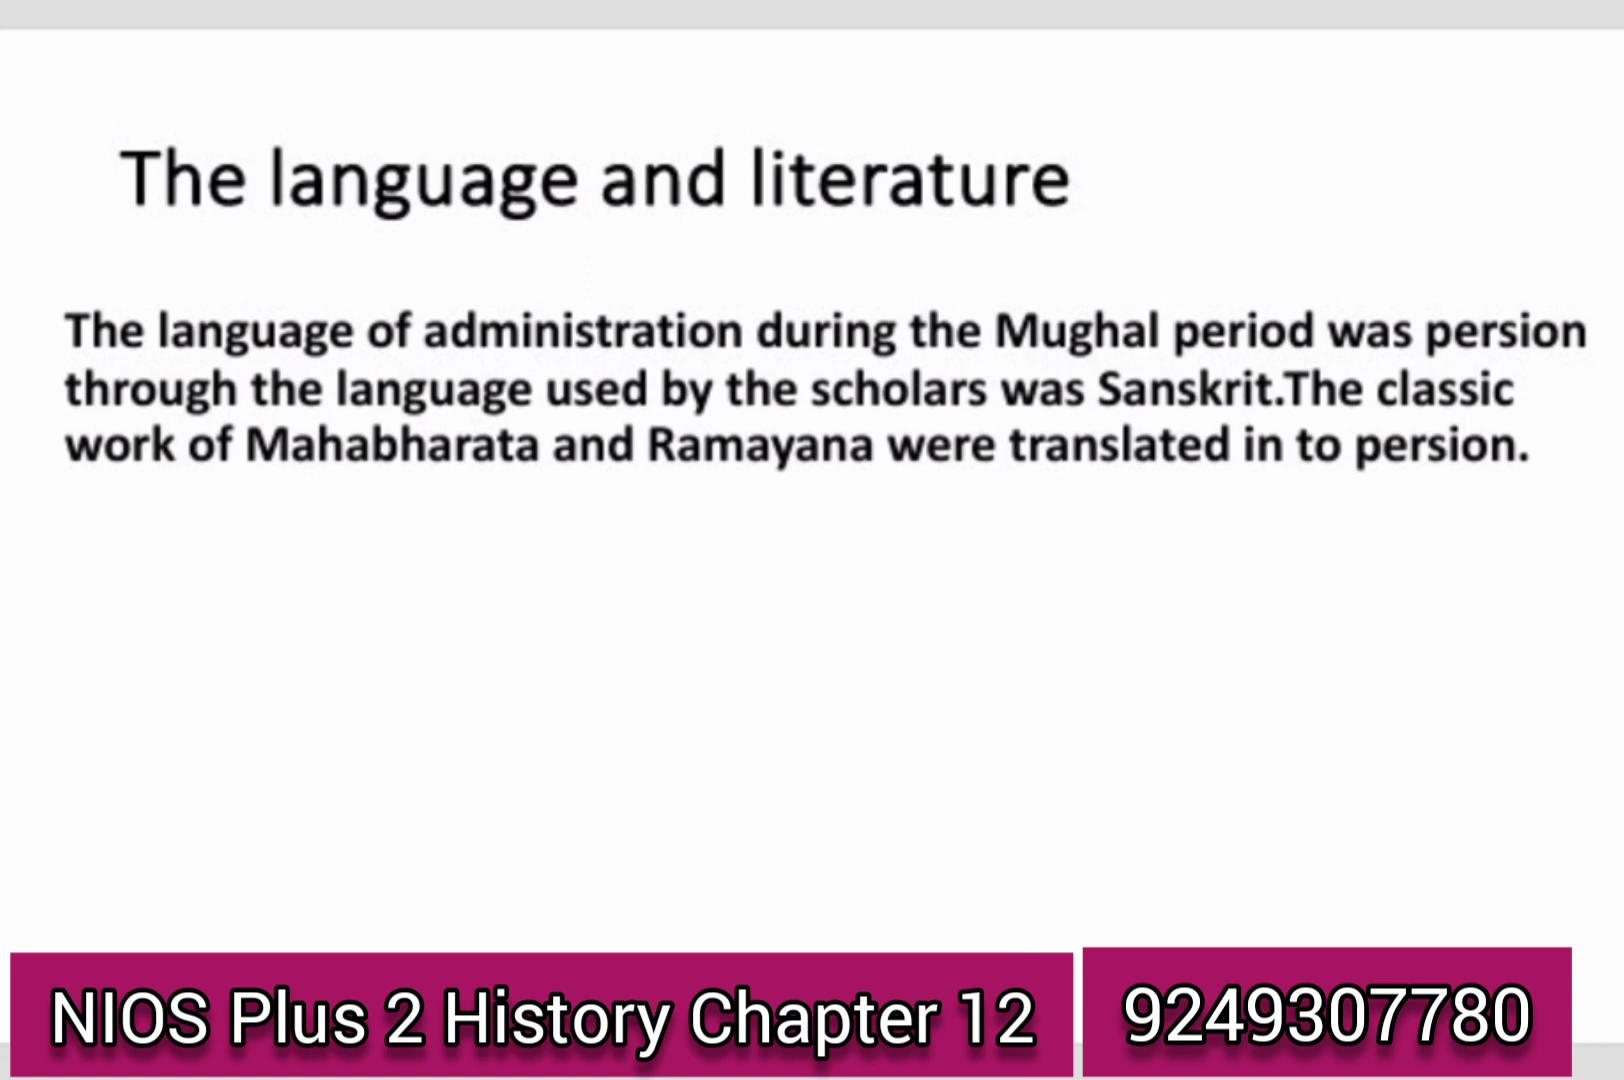 The language and literature
The language of administration during the Mughal period was persion
through the language used by the scholars was Sanskrit.The classic
work of Mahabharata and Ramayana were translated in to persion.
NIOS Plus 2 History Chapter 12
9249307780